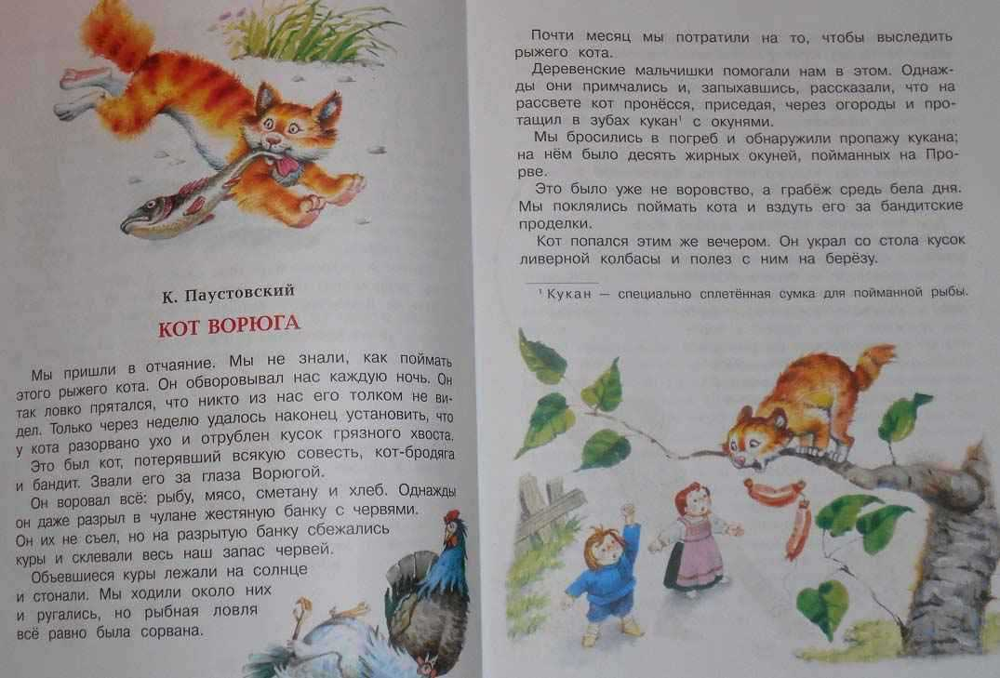 К. Паустовский
КОТ ВОРЮГА
Мы пришли в отчаяние. Мы не знали, как поймать
этого рыжего кота. Он обворовывал нас каждую ночь. Он
так ловко прятался, что никто из нас его толком не ви-
дел. Только через неделю удалось наконец установить, что
у кота разорвано ухо и отрублен кусок грязного хвоста.
Это был кот, потерявший всякую совесть, кот-бродяга
и бандит. Звали его за глаза Ворюгой.
Он воровал всё: рыбу, мясо, сметану и хлеб. Однажды
он даже разрыл в чулане жестяную банку с червями.
Он их не съел, но на разрытую банку сбежались
куры и склевали весь наш запас червей.
Объевшиеся куры лежали на солнце
и стонали. Мы ходили около них
и ругались, но рыбная ловля
всё равно была сорвана.
Почти месяц мы потратили на то, чтобы выследить
рыжего кота.
Деревенские мальчишки помогали нам в этом. Однаж-
ды они примчались и, запыхавшись, рассказали, что на
рассвете кот пронёсся, приседая, через огороды и про-
тащил в зубах кукан¹ с окунями.
Мы бросились в погреб и обнаружили пропажу кукана;
на нём было десять жирных окуней, пойманных на Про-
рве.
Это было уже не воровство, а грабёж средь бела дня.
Мы поклялись поймать кота и вздуть его за бандитские
проделки.
Кот попался этим же вечером. Он украл со стола кусок
ливерной колбасы и полез с ним на берёзу.
¹ Кукан — специально сплетённая сумка для пойманной рыбы.